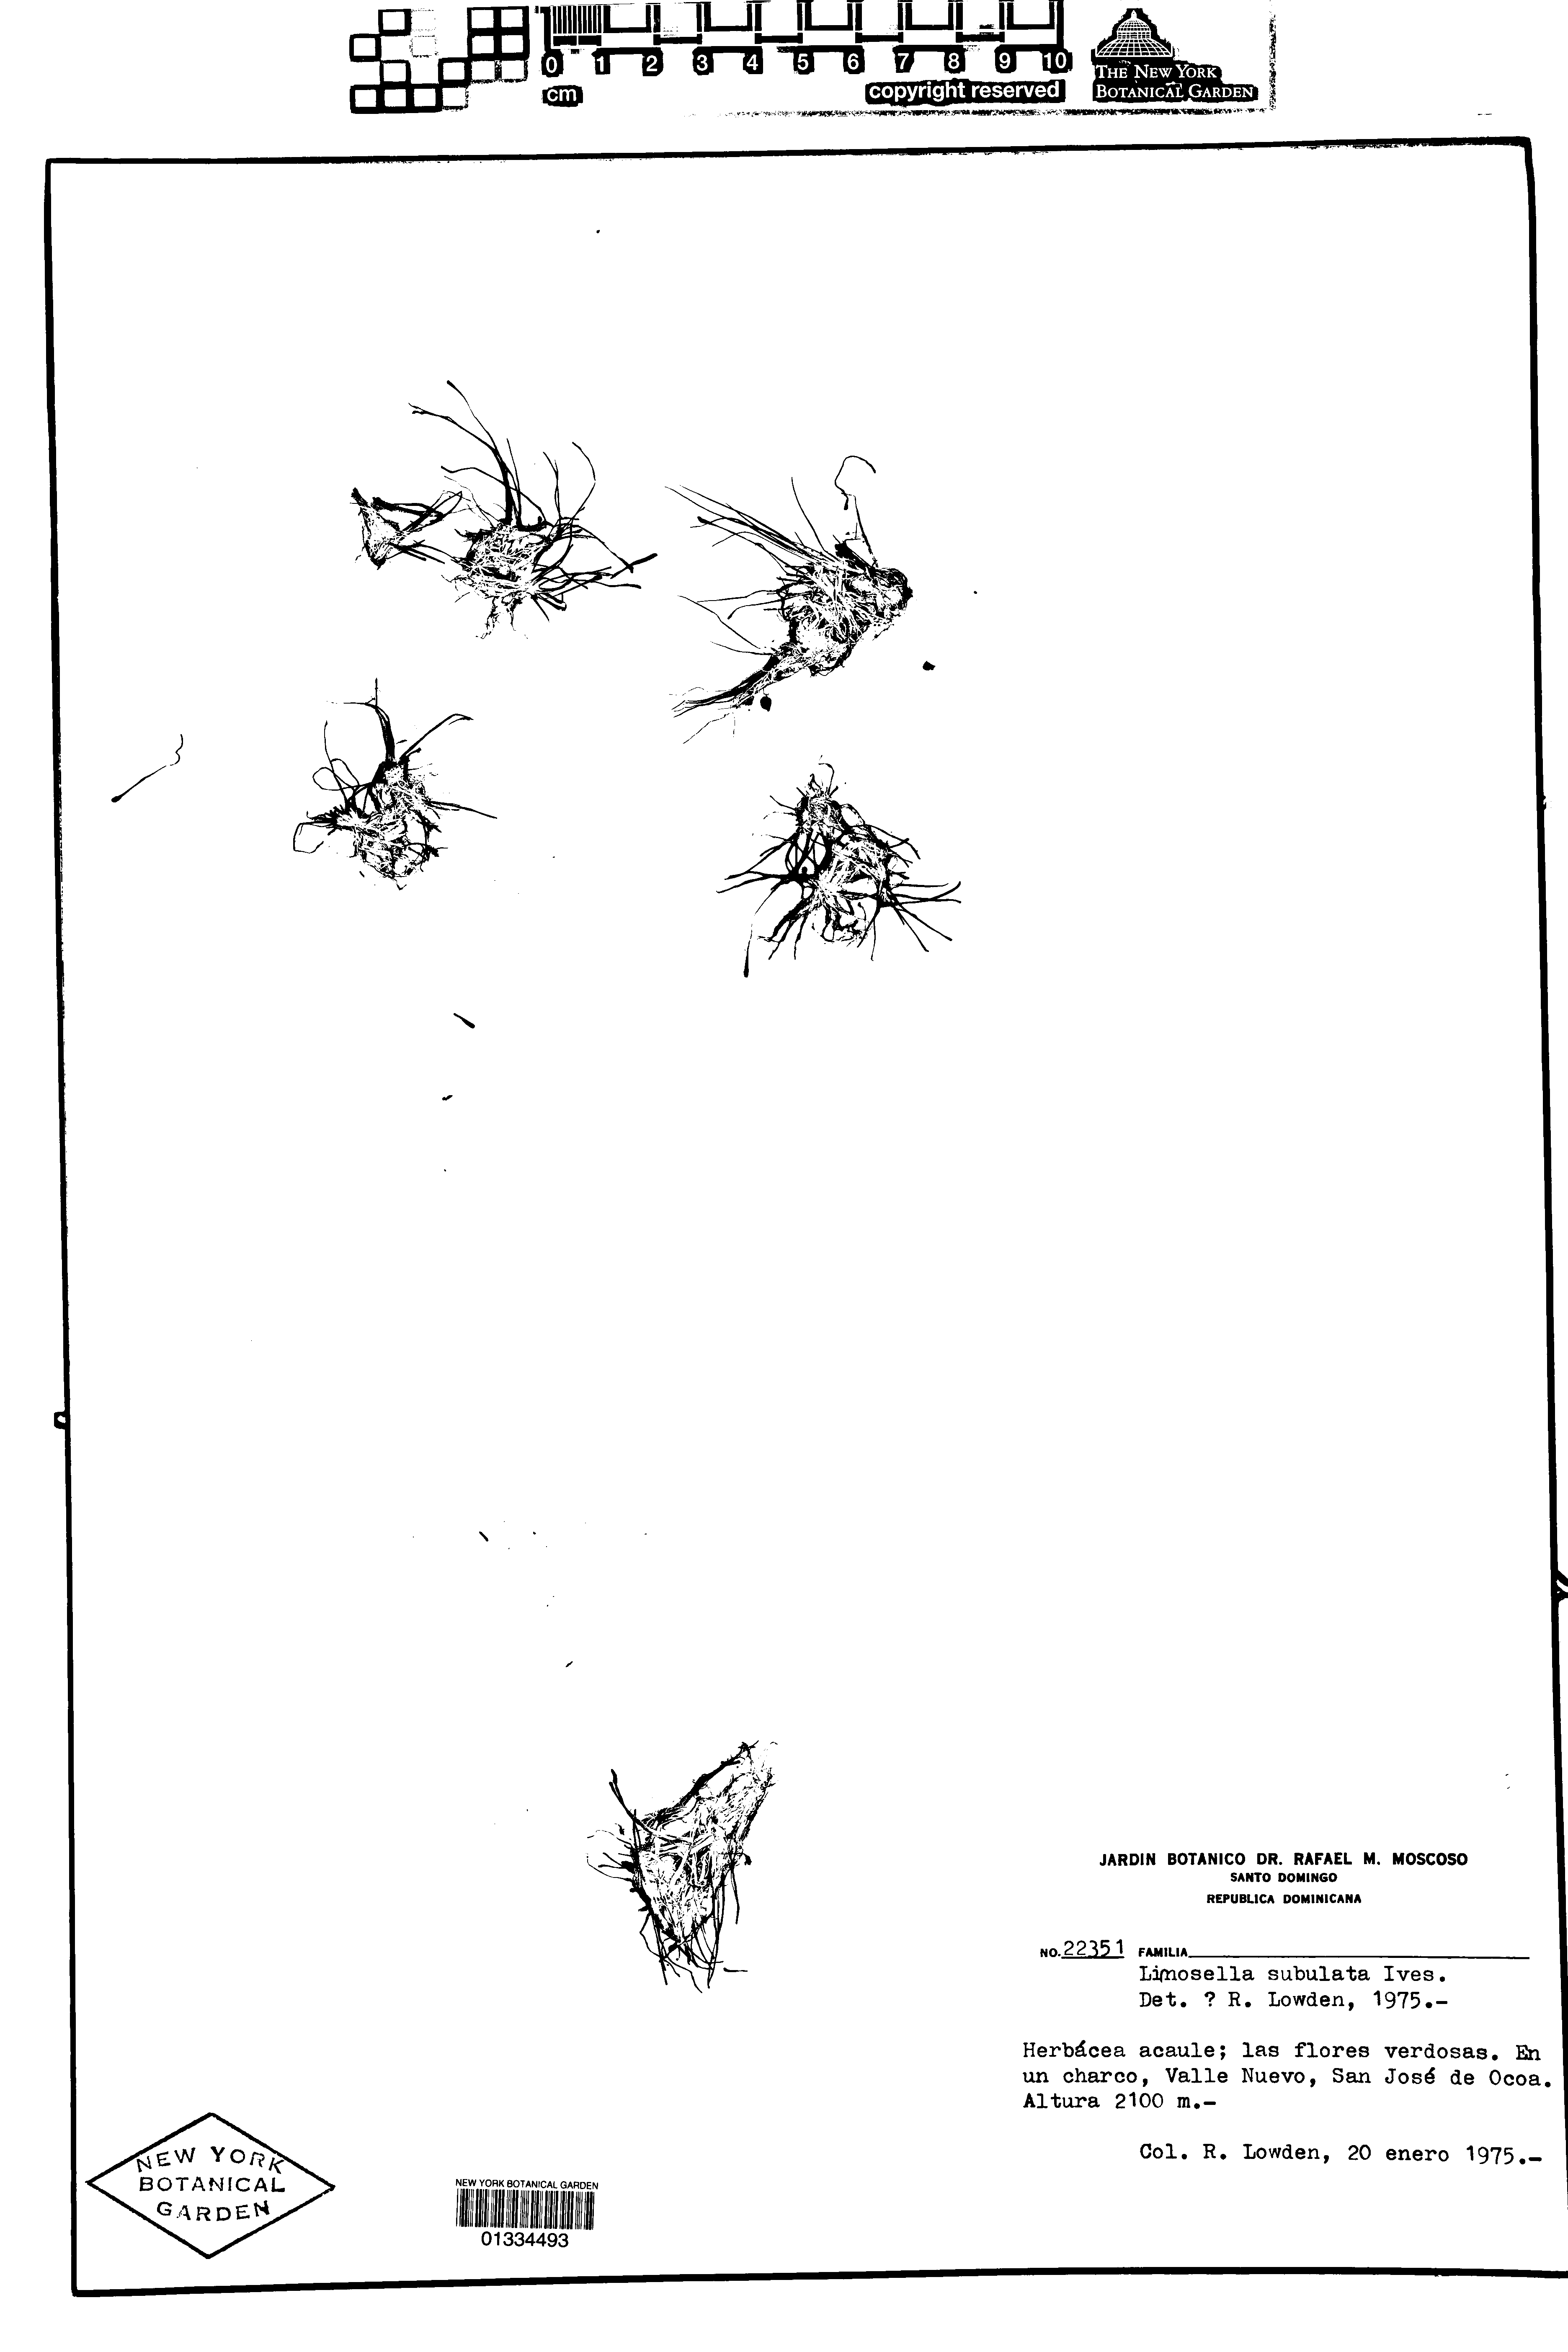 0 1 2 3 4 5 6 7 8 9 10
cm
copyright reserved
THE NEW YORK
BOTANICAL GARDEN
JARDIN BOTANICO DR. RAFAEL M. MOSCOSO
SANTO DOMINGO
REPUBLICA DOMINICANA
NO. 22351 FAMILIA
Limosella subulata Ives.
Det. ? R. Lowden, 1975.-
Herbácea acaule; las flores verdosas. En
un charco, Valle Nuevo, San José de Ocoa.
Altura 2100 m.-
Col. R. Lowden, 20 enero 1975.-
NEW YORK
BOTANICAL
GARDEN
NEW YORK BOTANICAL GARDEN
01334493